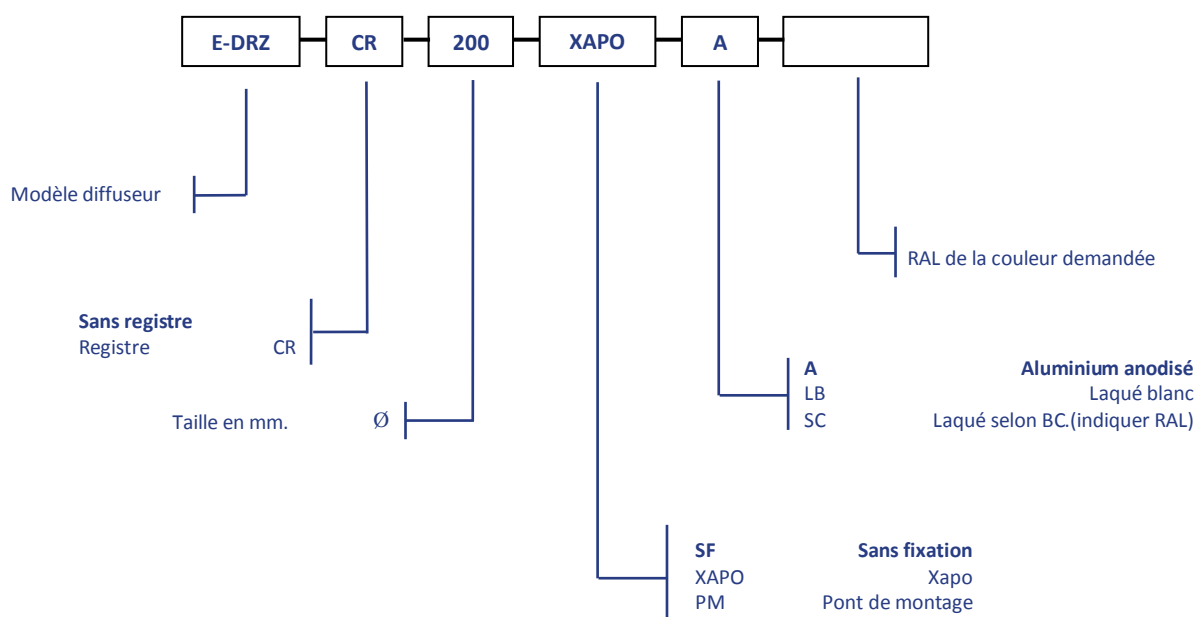 E-DRZ CR 200 XAPO A
Modèle diffuseur
RAL de la couleur demandée
Sans registre
Registre CR
A Aluminium anodisé
LB Laqué blanc
SC Laqué selon BC.(indiquer RAL)
Taille en mm. Ø
SF Sans fixation
XAPO Xapo
PM Pont de montage